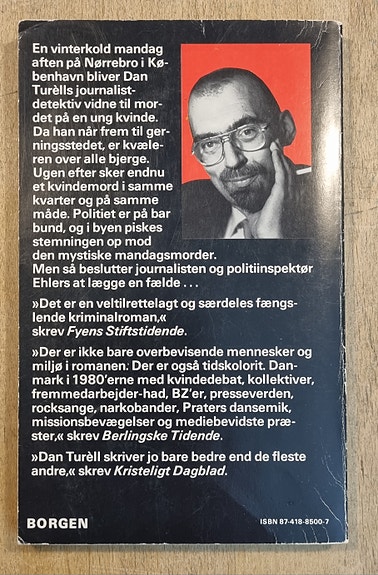 En vinterkold mandag
aften på Nørrebro i Kø-
benhavn bliver Dan
Turèlls journalist-
detektiv vidne til mor-
det på en ung kvinde.
Da han når frem til ger-
ningsstedet, er kvæle-
ren over alle bjerge.
Ugen efter sker endnu
et kvindemord i samme
kvarter og på samme
måde. Politiet er på bar
bund, og i byen piskes
stemningen op mod
den mystiske mandagsmorder.
Men så beslutter journalisten og politiinspektør
Ehlers at lægge en fælde ...
»Det er en veltilrettelagt og særdeles fængs-
lende kriminalroman,«
skrev Fyens Stiftstidende.
»Der er ikke bare overbevisende mennesker og
miljø i romanen. Der er også tidskolorit. Dan-
mark i 1980'erne med kvindedebat, kollektiver,
fremmedarbejder-had, BZ'er, presseverden,
rocksange, narkobander, Praters dansemik,
missionsbevægelser og mediebevidste præ-
ster,« skrev Berlingske Tidende.
»Dan Turèll skriver jo bare bedre end de fleste
andre,« skrev Kristeligt Dagblad.
BORGEN
ISBN 87-418-8500-7